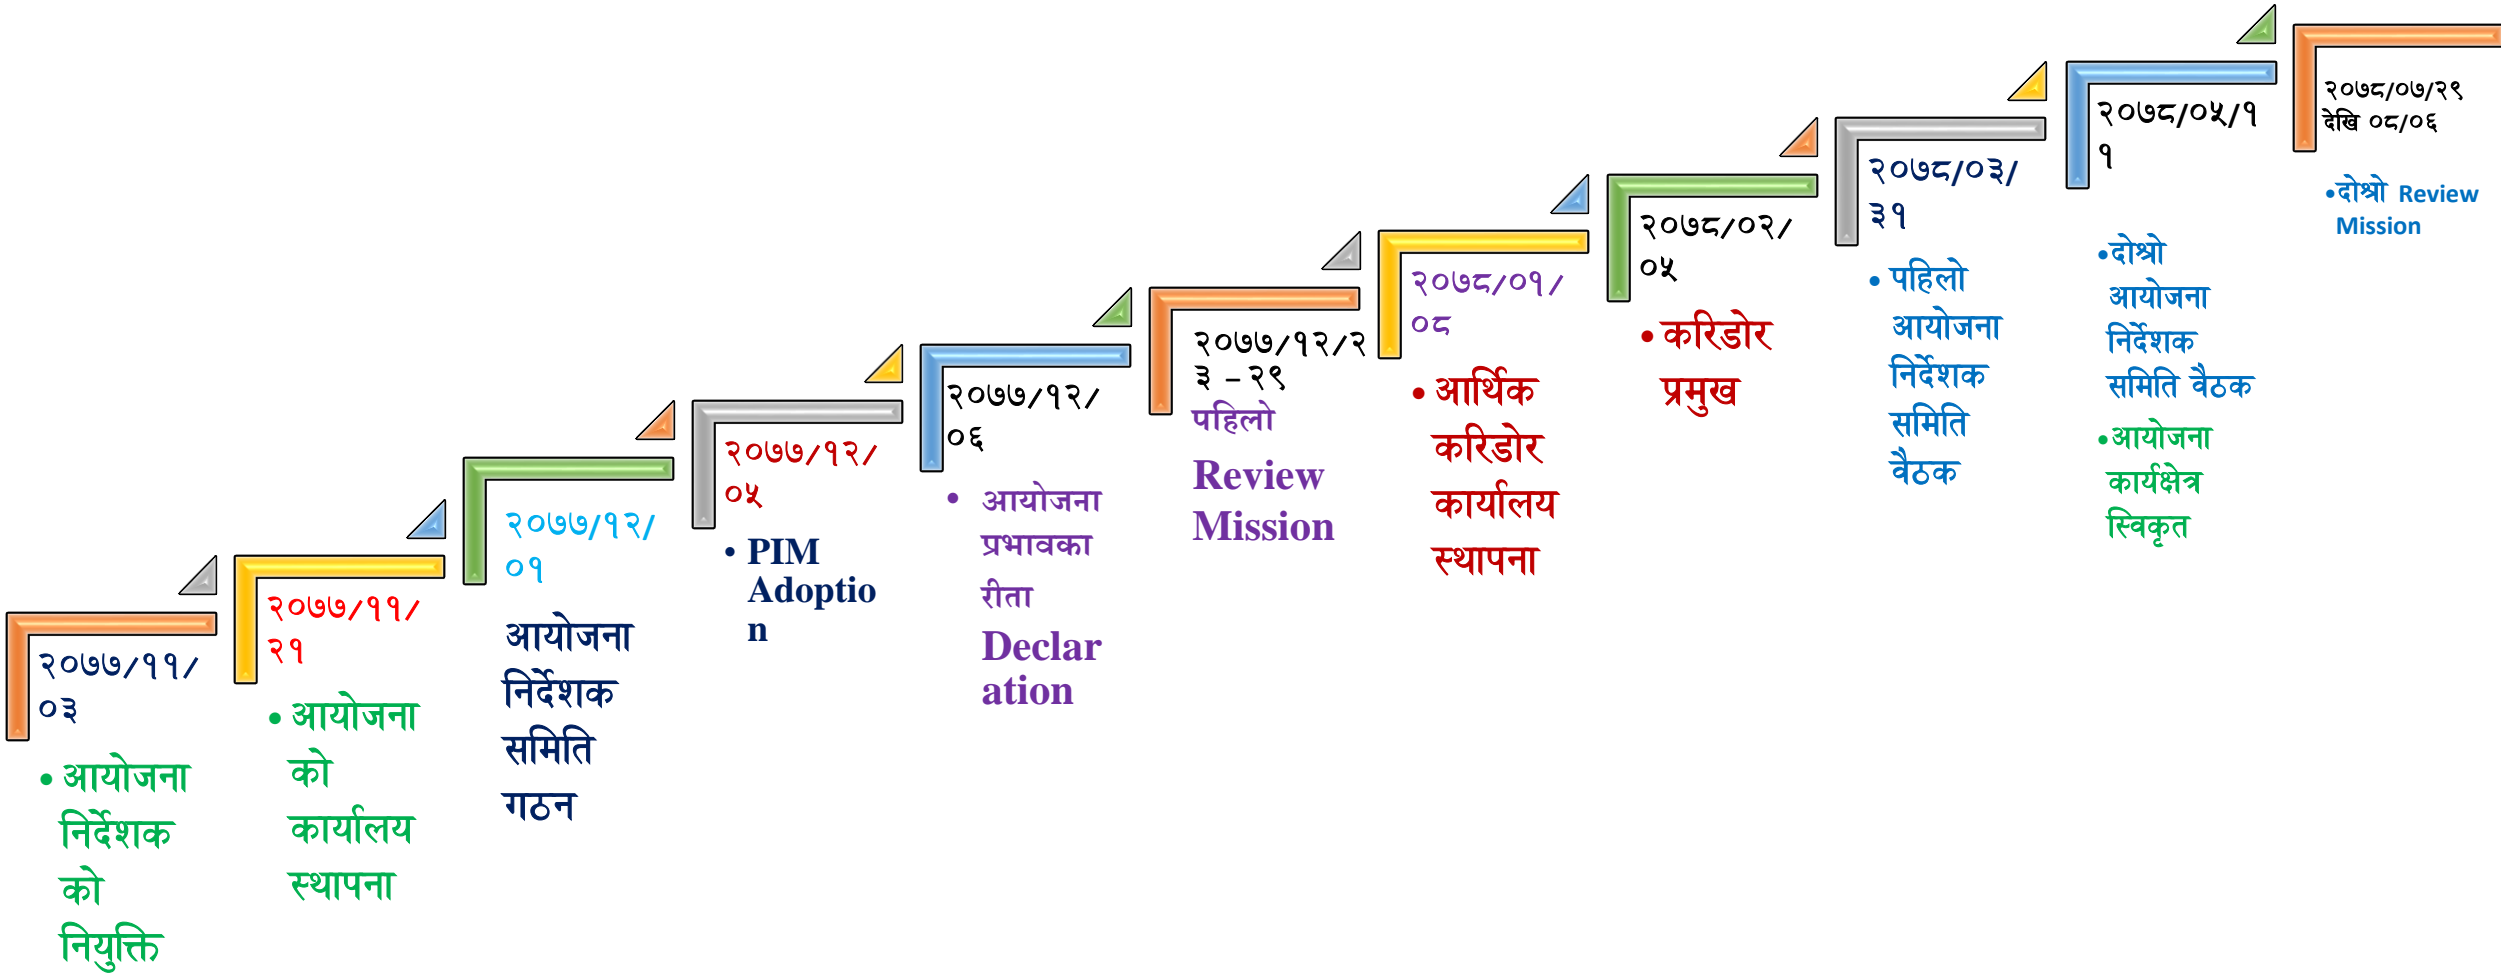 २०७७/११/
०३
• आयोजना
निर्देशक
को
नियुक्ति
२०७७/११/
२१
• आयोजना
को
कार्यालय
स्थापना
२०७७/१२/
०१
आयोजना
निर्देशक
समिति
गठन
२०७७/१२/
०५
• PIM
Adoptio
n
२०७७/१२/
०६
• आयोजना
प्रभावका
रीता
Declar
ation
२०७७/१२/२
३ – २९
पहिलो
Review
Mission
२०७८/०१/
०८
• आर्थिक
करिडोर
कार्यालय
स्थापना
२०७८/०२/
०५
• करिडोर
प्रमुख
२०७८/०३/
३१
• पहिलो
आयोजना
निर्देशक
समिति
वैठक
२०७८/०५/१
१
•दोश्रो
आयोजना
निर्देशक
समिति वैठक
•आयोजना
कार्यक्षेत्र
स्विकृत
२०७८/०७/२९
देखि ०८/०६
•दोश्रो Review
Mission